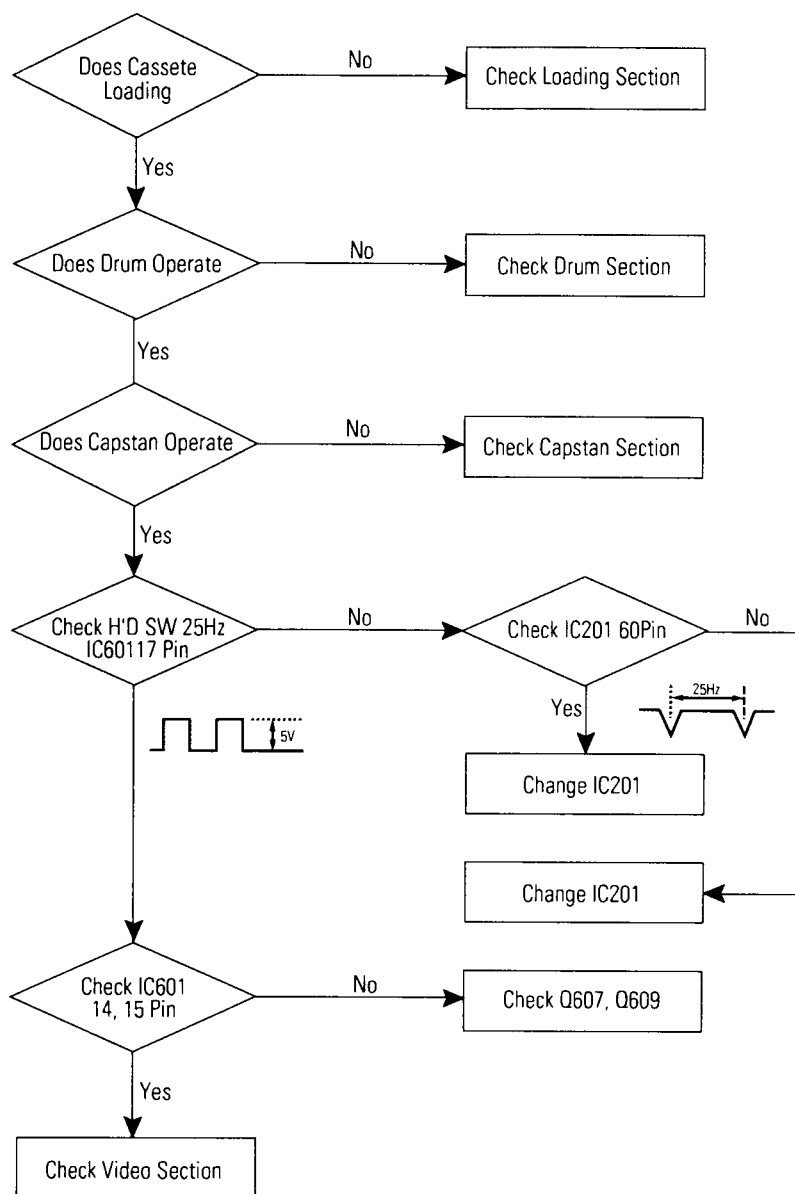 Does Cassete
Loading
No
Check Loading Section
Yes
Does Drum Operate
No
Check Drum Section
Yes
Does Capstan Operate
No
Check Capstan Section
Yes
Check H'D SW 25Hz
IC60117 Pin
No
Check IC201 60Pin
No
5V
Yes
25Hz
Change IC201
Change IC201
Check IC601
14, 15 Pin
No
Check Q607, Q609
Yes
Check Video Section